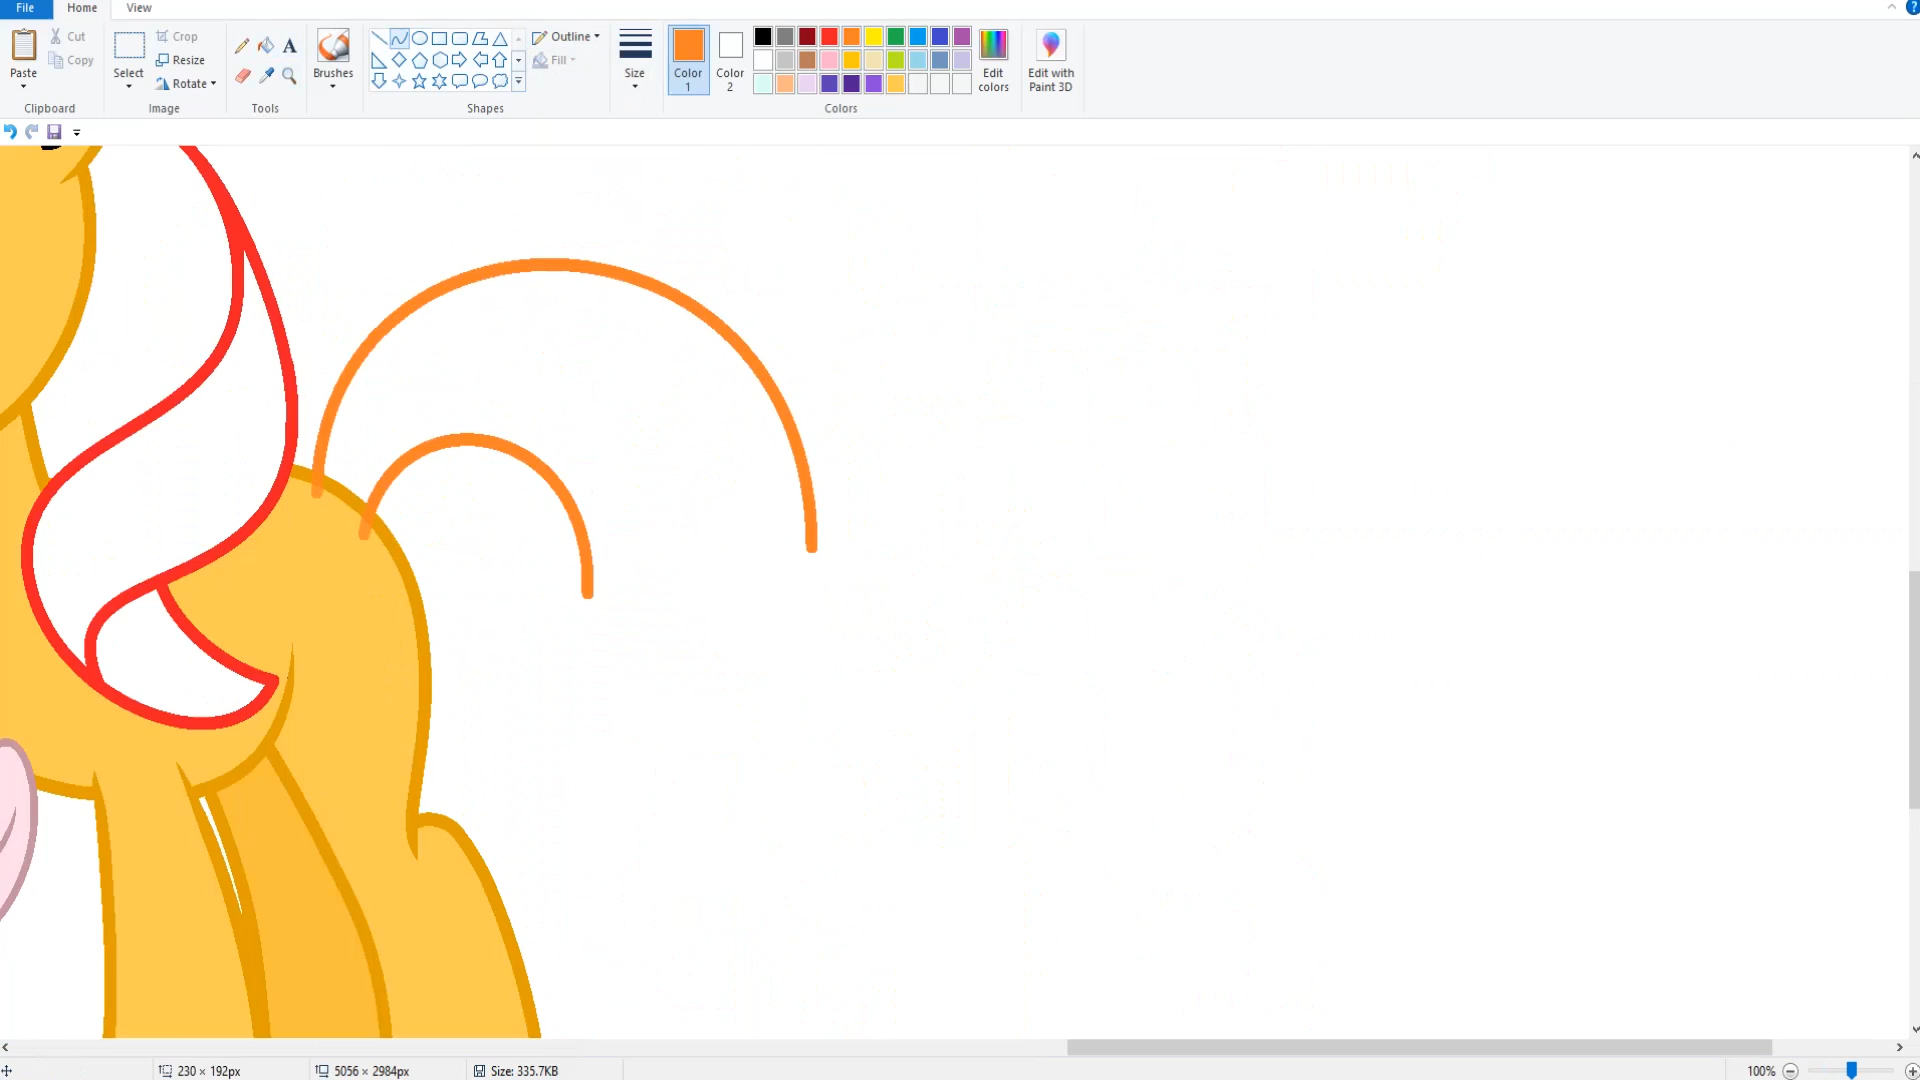 File Home View
Paste
Cut
Copy
Clipboard
Select
Crop
Resize
Rotate
Image
A
Tools
Brushes
Outline
Fill
Shapes
Size
Color 1
Color 2
Edit colors
Colors
Edit with Paint 3D
230 × 192px
5056 × 2984px
Size: 335.7KB
100%